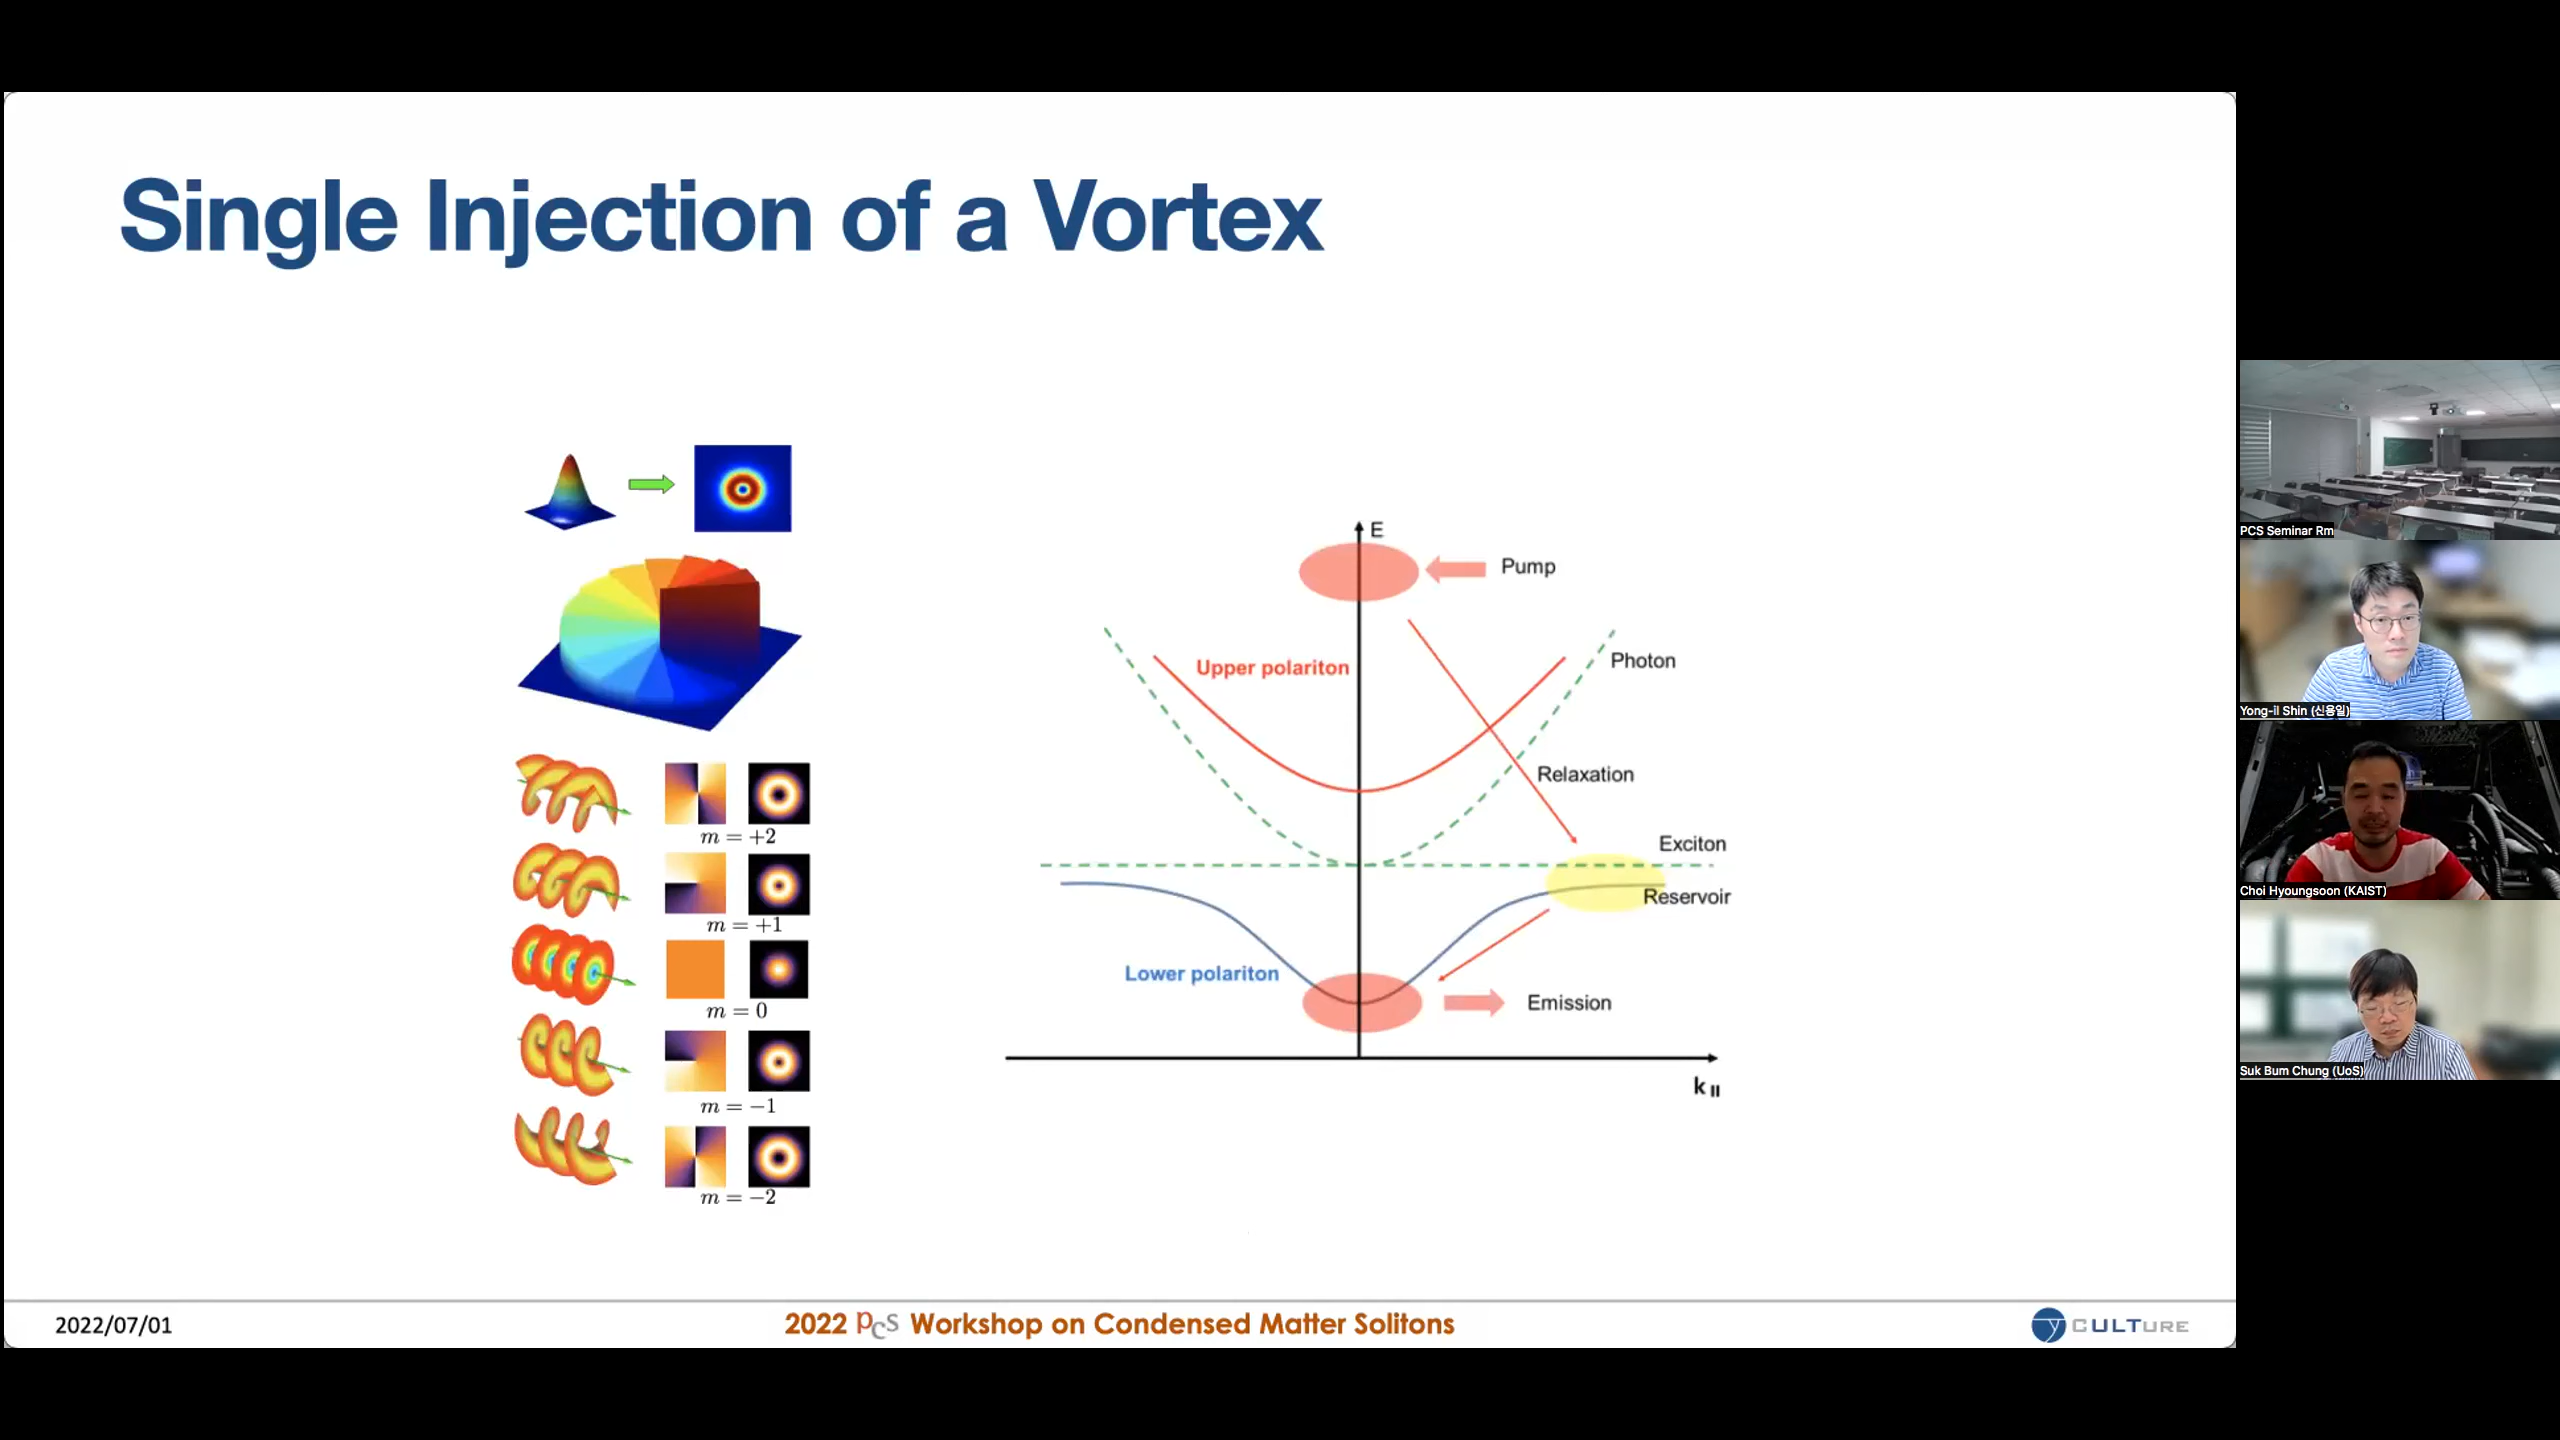 Single Injection of a Vortex
m = +2
m = +1
m = 0
m = −1
m = −2
E
Pump
Upper polariton
Photon
Relaxation
Exciton
Reservoir
Lower polariton
Emission
k II
2022/07/01
2022 PCS Workshop on Condensed Matter Solitons
CULTURE
PCS Seminar Rm
Yong-il Shin (신용일)
Choi Hyoungsoon (KAIST)
Suk Bum Chung (UoS)